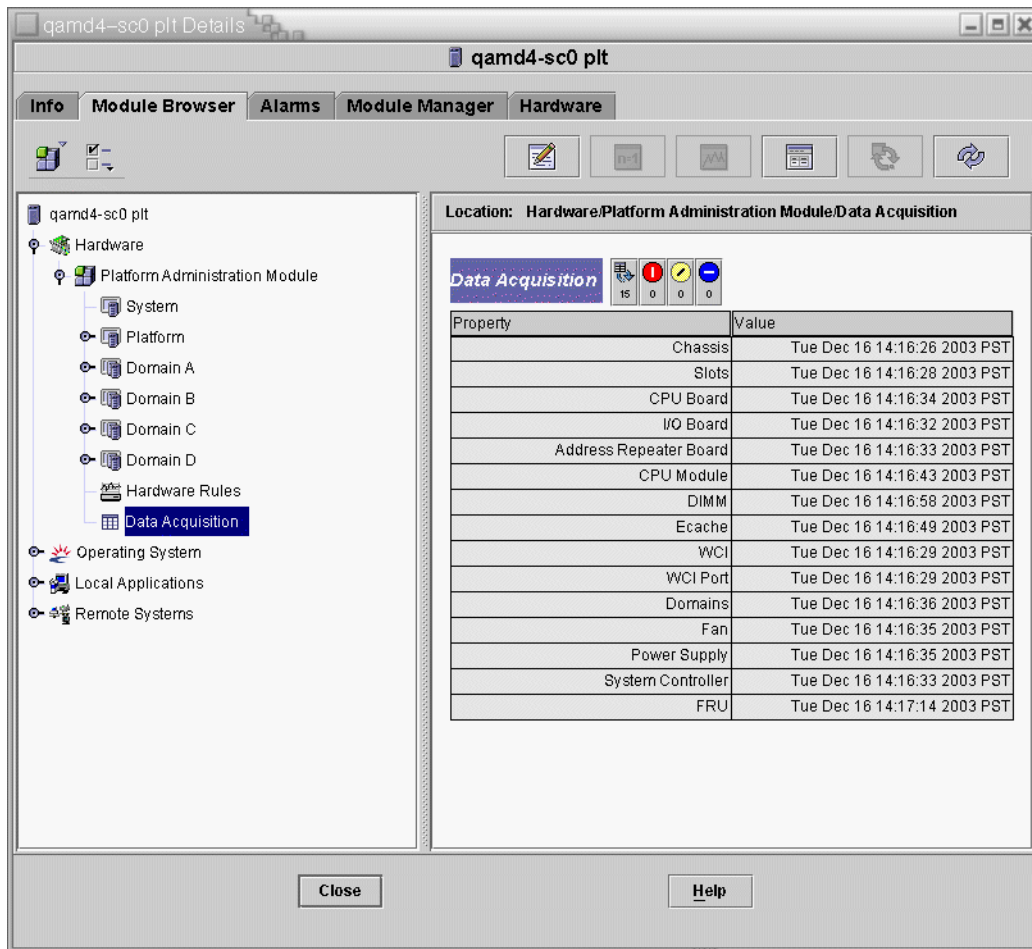 qamd4-sc0 plt Details
qamd4-sc0 plt
Info Module Browser Alarms Module Manager Hardware
n=1
qamd4-sc0 plt
Hardware
Platform Administration Module
System
Platform
Domain A
Domain B
Domain C
Domain D
Hardware Rules
Data Acquisition
Operating System
Local Applications
Remote Systems
Location: Hardware/Platform Administration Module/Data Acquisition
Data Acquisition 15 0 0 0
Property Value
Chassis Tue Dec 16 14:16:26 2003 PST
Slots Tue Dec 16 14:16:28 2003 PST
CPU Board Tue Dec 16 14:16:34 2003 PST
I/O Board Tue Dec 16 14:16:32 2003 PST
Address Repeater Board Tue Dec 16 14:16:33 2003 PST
CPU Module Tue Dec 16 14:16:43 2003 PST
DIMM Tue Dec 16 14:16:58 2003 PST
Ecache Tue Dec 16 14:16:49 2003 PST
WCI Tue Dec 16 14:16:29 2003 PST
WCI Port Tue Dec 16 14:16:29 2003 PST
Domains Tue Dec 16 14:16:36 2003 PST
Fan Tue Dec 16 14:16:35 2003 PST
Power Supply Tue Dec 16 14:16:35 2003 PST
System Controller Tue Dec 16 14:16:33 2003 PST
FRU Tue Dec 16 14:17:14 2003 PST
Close Help